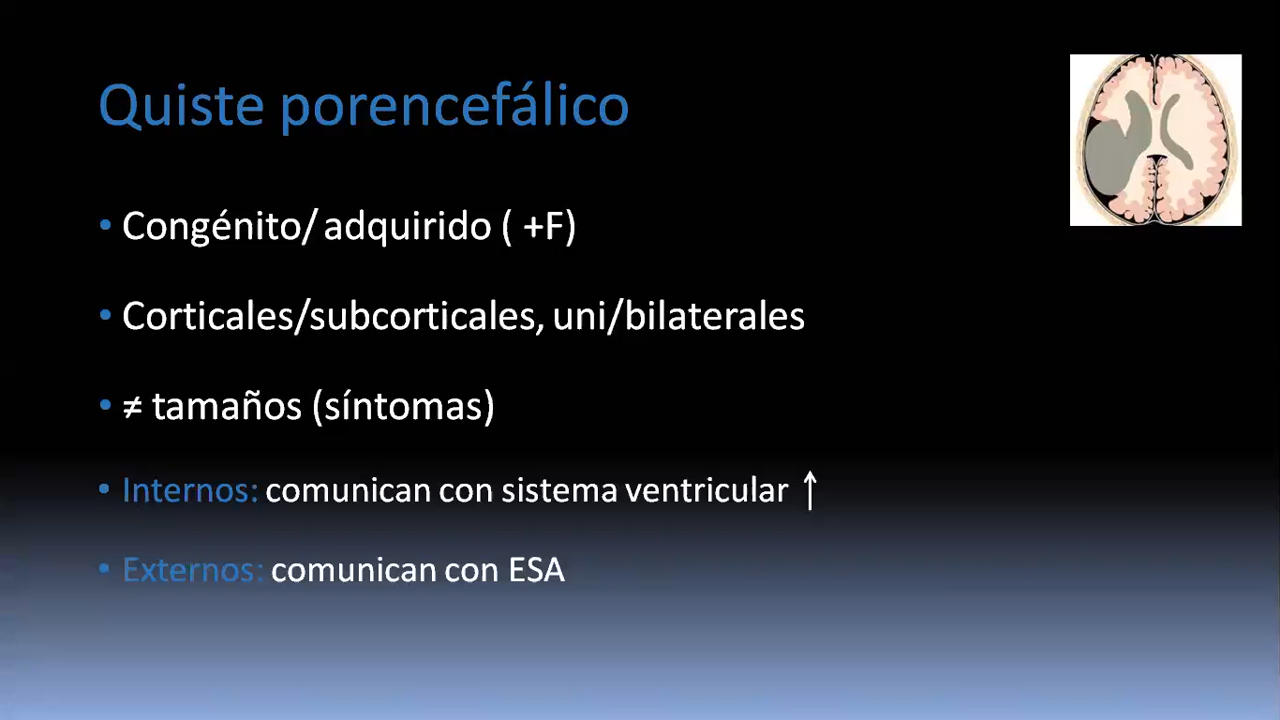 Quiste porencefálico
• Congénito/ adquirido ( +F)
• Corticales/subcorticales, uni/bilaterales
• ≠ tamaños (síntomas)
• Internos: comunican con sistema ventricular ↑
• Externos: comunican con ESA